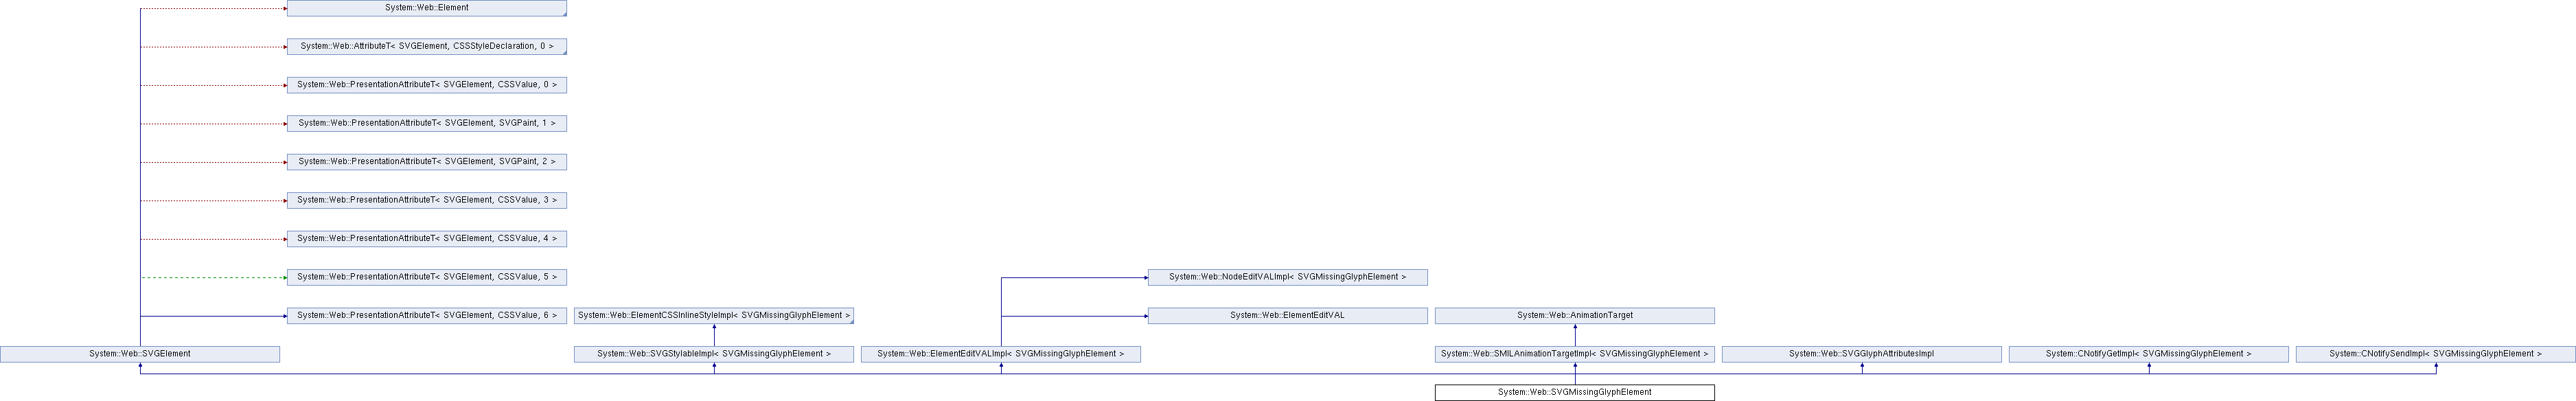 System::Web::Element
System::Web::AttributeT< SVGElement, CSSStyleDeclaration, 0 >
System::Web::PresentationAttributeT< SVGElement, CSSValue, 0 >
System::Web::PresentationAttributeT< SVGElement, SVGPaint, 1 >
System::Web::PresentationAttributeT< SVGElement, SVGPaint, 2 >
System::Web::PresentationAttributeT< SVGElement, CSSValue, 3 >
System::Web::PresentationAttributeT< SVGElement, CSSValue, 4 >
System::Web::PresentationAttributeT< SVGElement, CSSValue, 5 >
System::Web::NodeEditVALImpl< SVGMissingGlyphElement >
System::Web::PresentationAttributeT< SVGElement, CSSValue, 6 >
System::Web::ElementCSSInlineStyleImpl< SVGMissingGlyphElement >
System::Web::ElementEditVAL
System::Web::AnimationTarget
System::Web::SVGElement
System::Web::SVGStylableImpl< SVGMissingGlyphElement >
System::Web::ElementEditVALImpl< SVGMissingGlyphElement >
System::Web::SMILAnimationTargetImpl< SVGMissingGlyphElement >
System::Web::SVGGlyphAttributesImpl
System::CNotifyGetImpl< SVGMissingGlyphElement >
System::CNotifySendImpl< SVGMissingGlyphElement >
System::Web::SVGMissingGlyphElement